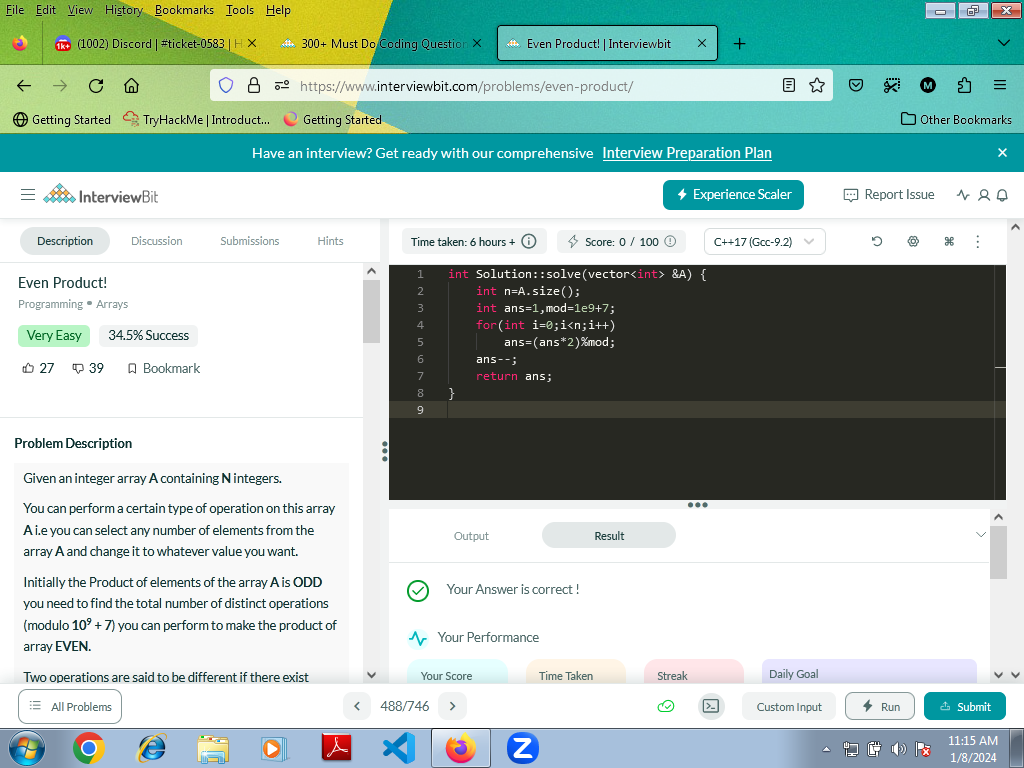 File Edit View History Bookmarks Tools Help
1K+ (1002) Discord | #ticket-0583 | H
300+ Must Do Coding Question
Even Product! | Interviewbit
https://www.interviewbit.com/problems/even-product/
M
Getting Started TryHackMe | Introduct... Getting Started Other Bookmarks
Have an interview? Get ready with our comprehensive Interview Preparation Plan
InterviewBit Experience Scaler Report Issue
Description Discussion Submissions Hints
Time taken: 6 hours + Score: 0 / 100 C++17 (Gcc-9.2)
Even Product!
Programming • Arrays
Very Easy 34.5% Success
27 39 Bookmark
Problem Description
Given an integer array A containing N integers.
You can perform a certain type of operation on this array
A i.e you can select any number of elements from the
array A and change it to whatever value you want.
Initially the Product of elements of the array A is ODD
you need to find the total number of distinct operations
(modulo 10⁹ + 7) you can perform to make the product of
array EVEN.
Two operations are said to be different if there exist
1 int Solution::solve(vector<int> &A) {
2 int n=A.size();
3 int ans=1,mod=1e9+7;
4 for(int i=0;i<n;i++)
5 ans=(ans*2)%mod;
6 ans--;
7 return ans;
8 }
9
Output Result
Your Answer is correct !
Your Performance
Your Score Time Taken Streak Daily Goal
All Problems 488/746 Custom Input Run Submit
11:15 AM
1/8/2024